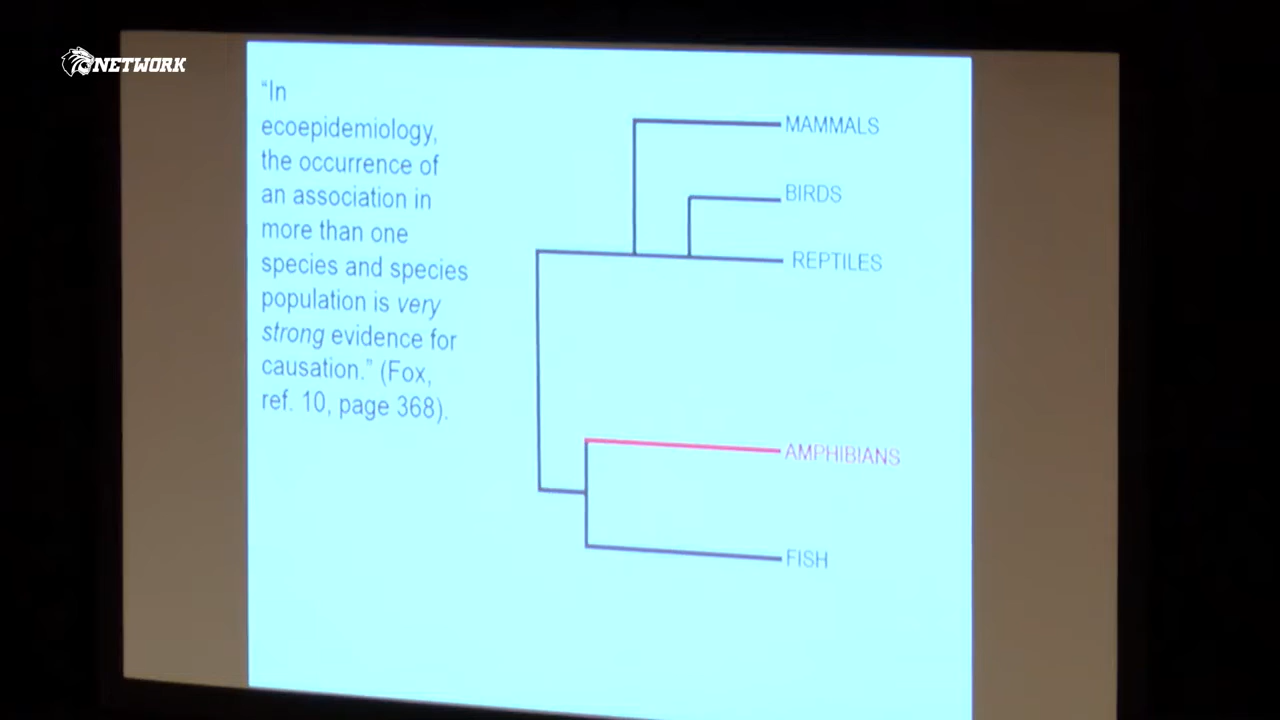 NETWORK
“In
ecoepidemiology,
the occurrence of
an association in
more than one
species and species
population is very
strong evidence for
causation.” (Fox,
ref. 10, page 368).
MAMMALS
BIRDS
REPTILES
AMPHIBIANS
FISH